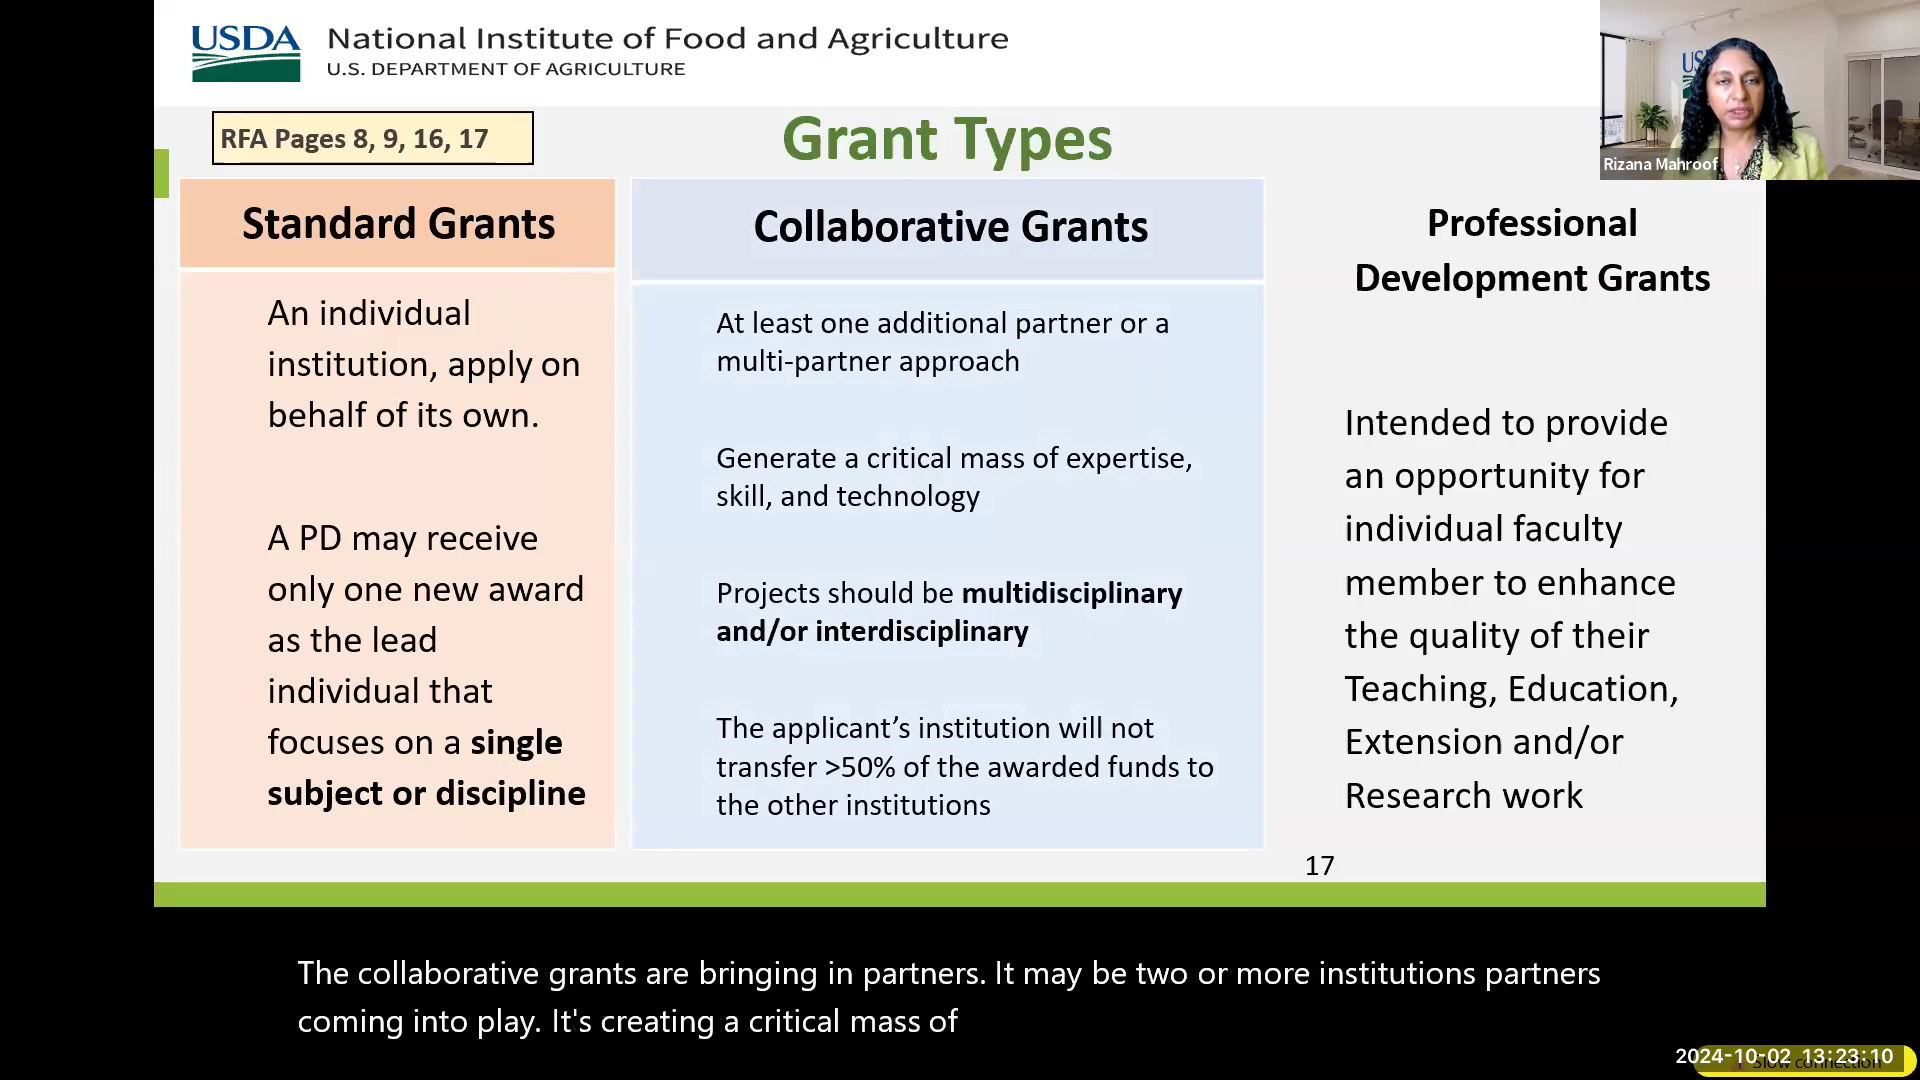 USDA
National Institute of Food and Agriculture
U.S. DEPARTMENT OF AGRICULTURE
US
Rizana Mahroof
RFA Pages 8, 9, 16, 17
Grant Types
Standard Grants
An individual
institution, apply on
behalf of its own.
A PD may receive
only one new award
as the lead
individual that
focuses on a single
subject or discipline
Collaborative Grants
At least one additional partner or a
multi-partner approach
Generate a critical mass of expertise,
skill, and technology
Projects should be multidisciplinary
and/or interdisciplinary
The applicant’s institution will not
transfer >50% of the awarded funds to
the other institutions
Professional
Development Grants
Intended to provide
an opportunity for
individual faculty
member to enhance
the quality of their
Teaching, Education,
Extension and/or
Research work
17
The collaborative grants are bringing in partners. It may be two or more institutions partners
coming into play. It's creating a critical mass of
2024-10-02 13:23:10
Slow connection